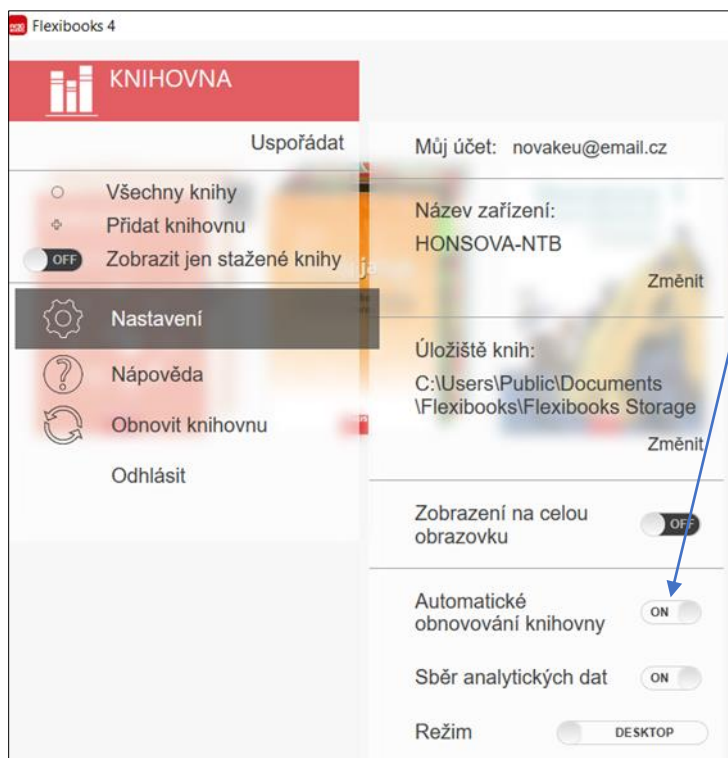 Flexibooks 4
KNIHOVNA
Uspořádat
Všechny knihy
Přidat knihovnu
OFF Zobrazit jen stažené knihy
Nastavení
Nápověda
Obnovit knihovnu
Odhlásit
Můj účet: novakeu@email.cz
Název zařízení:
HONSOVA-NTB
Změnit
Úložiště knih:
C:\Users\Public\Documents
\Flexibooks\Flexibooks Storage
Změnit
Zobrazení na celou
obrazovku
OFF
Automatické
obnovování knihovny
ON
Sběr analytických dat ON
Režim DESKTOP